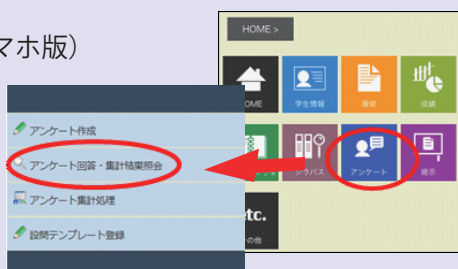 マホ版）
HOME >
OME
学生情報
履修
成績
シラバス
アンケート
掲示
etc.
の他
アンケート作成
アンケート回答・集計結果照会
アンケート集計処理
設問テンプレート登録